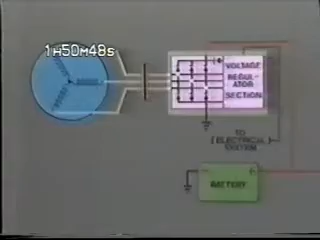 1H50M48S
VOLTAGE
REGUL-
ATOR
SECTION
TO
[ELECTRICAL]
SYSTEM
BATTERY